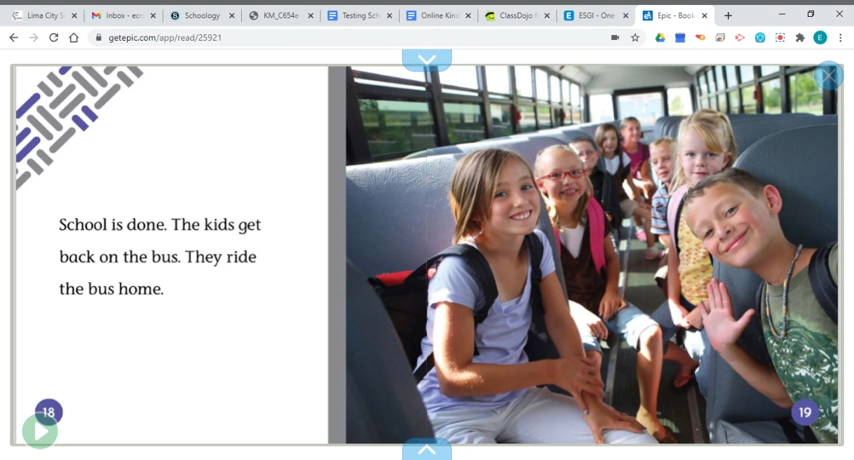 Lima City S
Inbox - ecr
Schoology
KM_C654e
Testing Sch
Online Kind
ClassDojo f
ESGI - One
Epic - Book
getepic.com/app/read/25921
E
School is done. The kids get
back on the bus. They ride
the bus home.
18
19